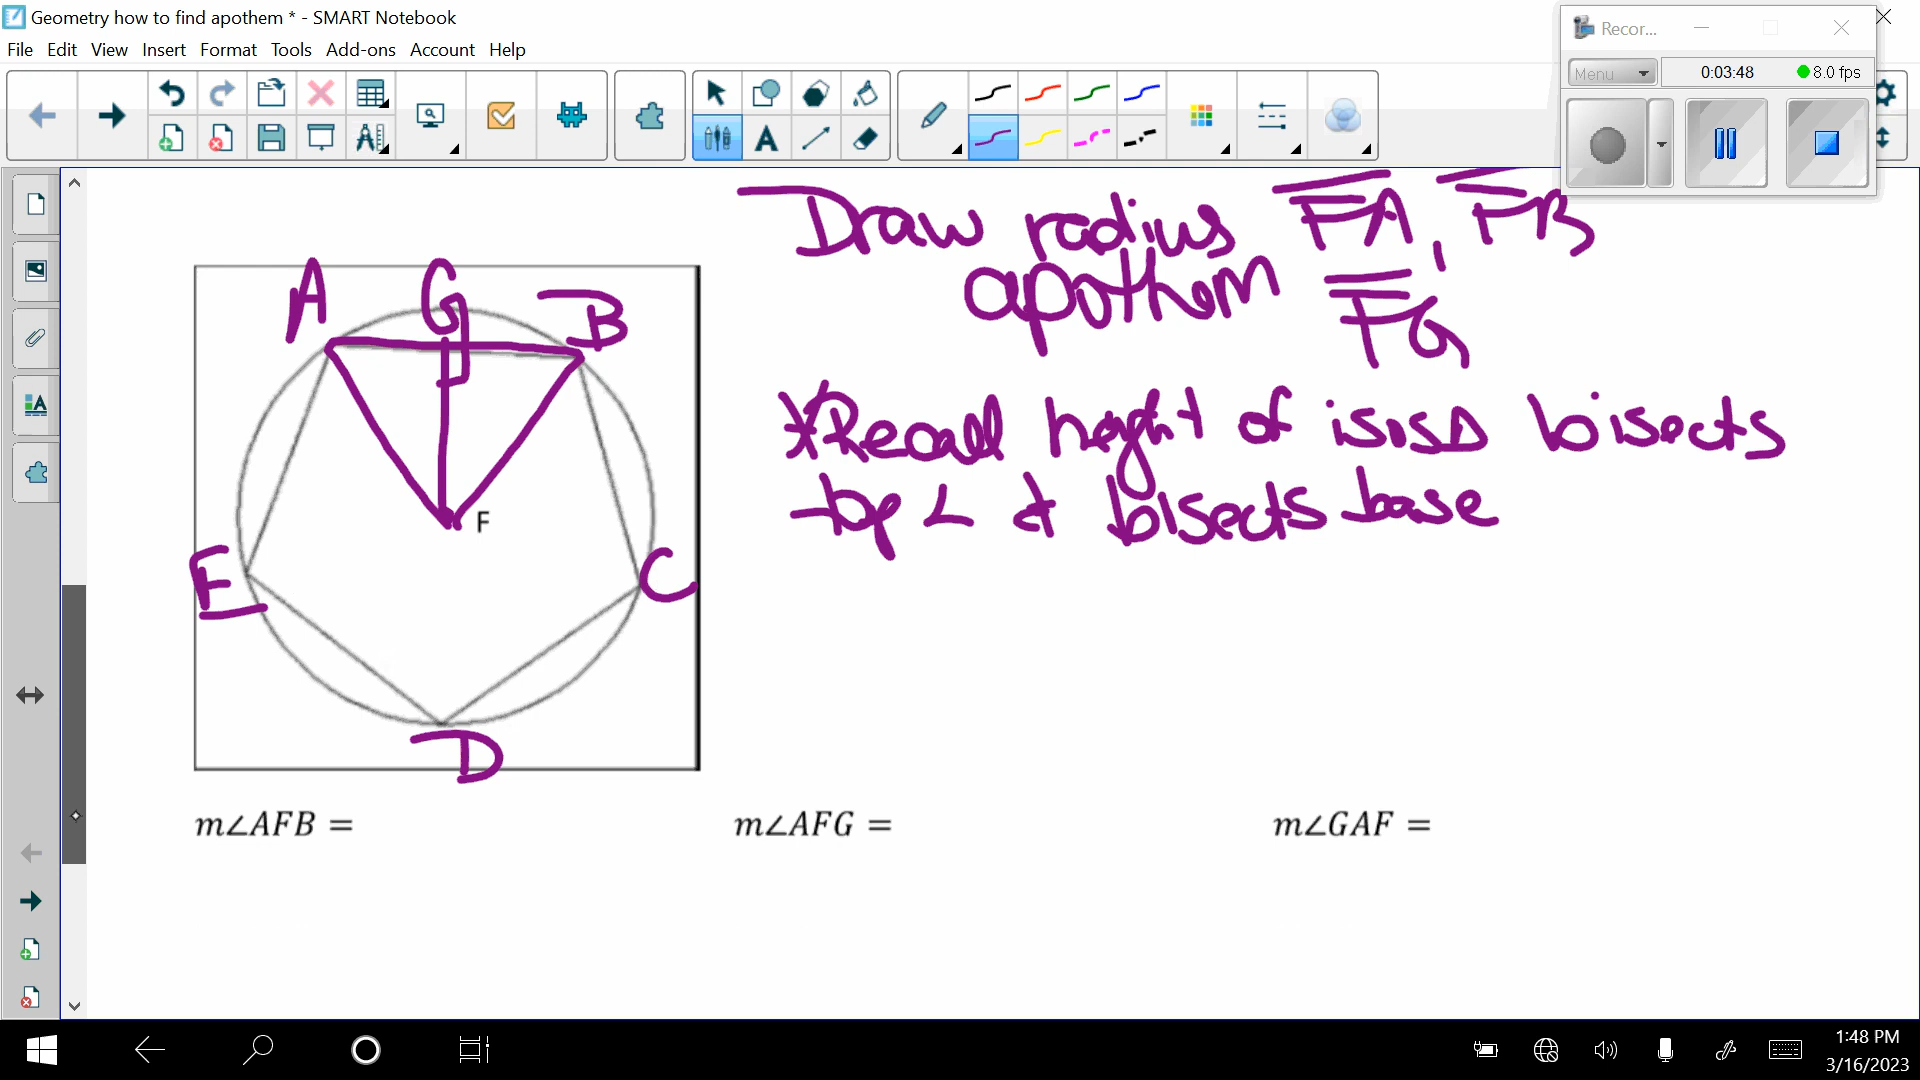 Geometry how to find apothem * - SMART Notebook
File Edit View Insert Format Tools Add-ons Account Help
Recor...
Menu
0:03:48
8.0 fps
Draw radius FA, FB
apothem FG
*Recall height of isosΔ bisects
top ∠ & bisects base
A
G
B
F
E
C
D
m∠AFB =
m∠AFG =
m∠GAF =
1:48 PM
3/16/2023